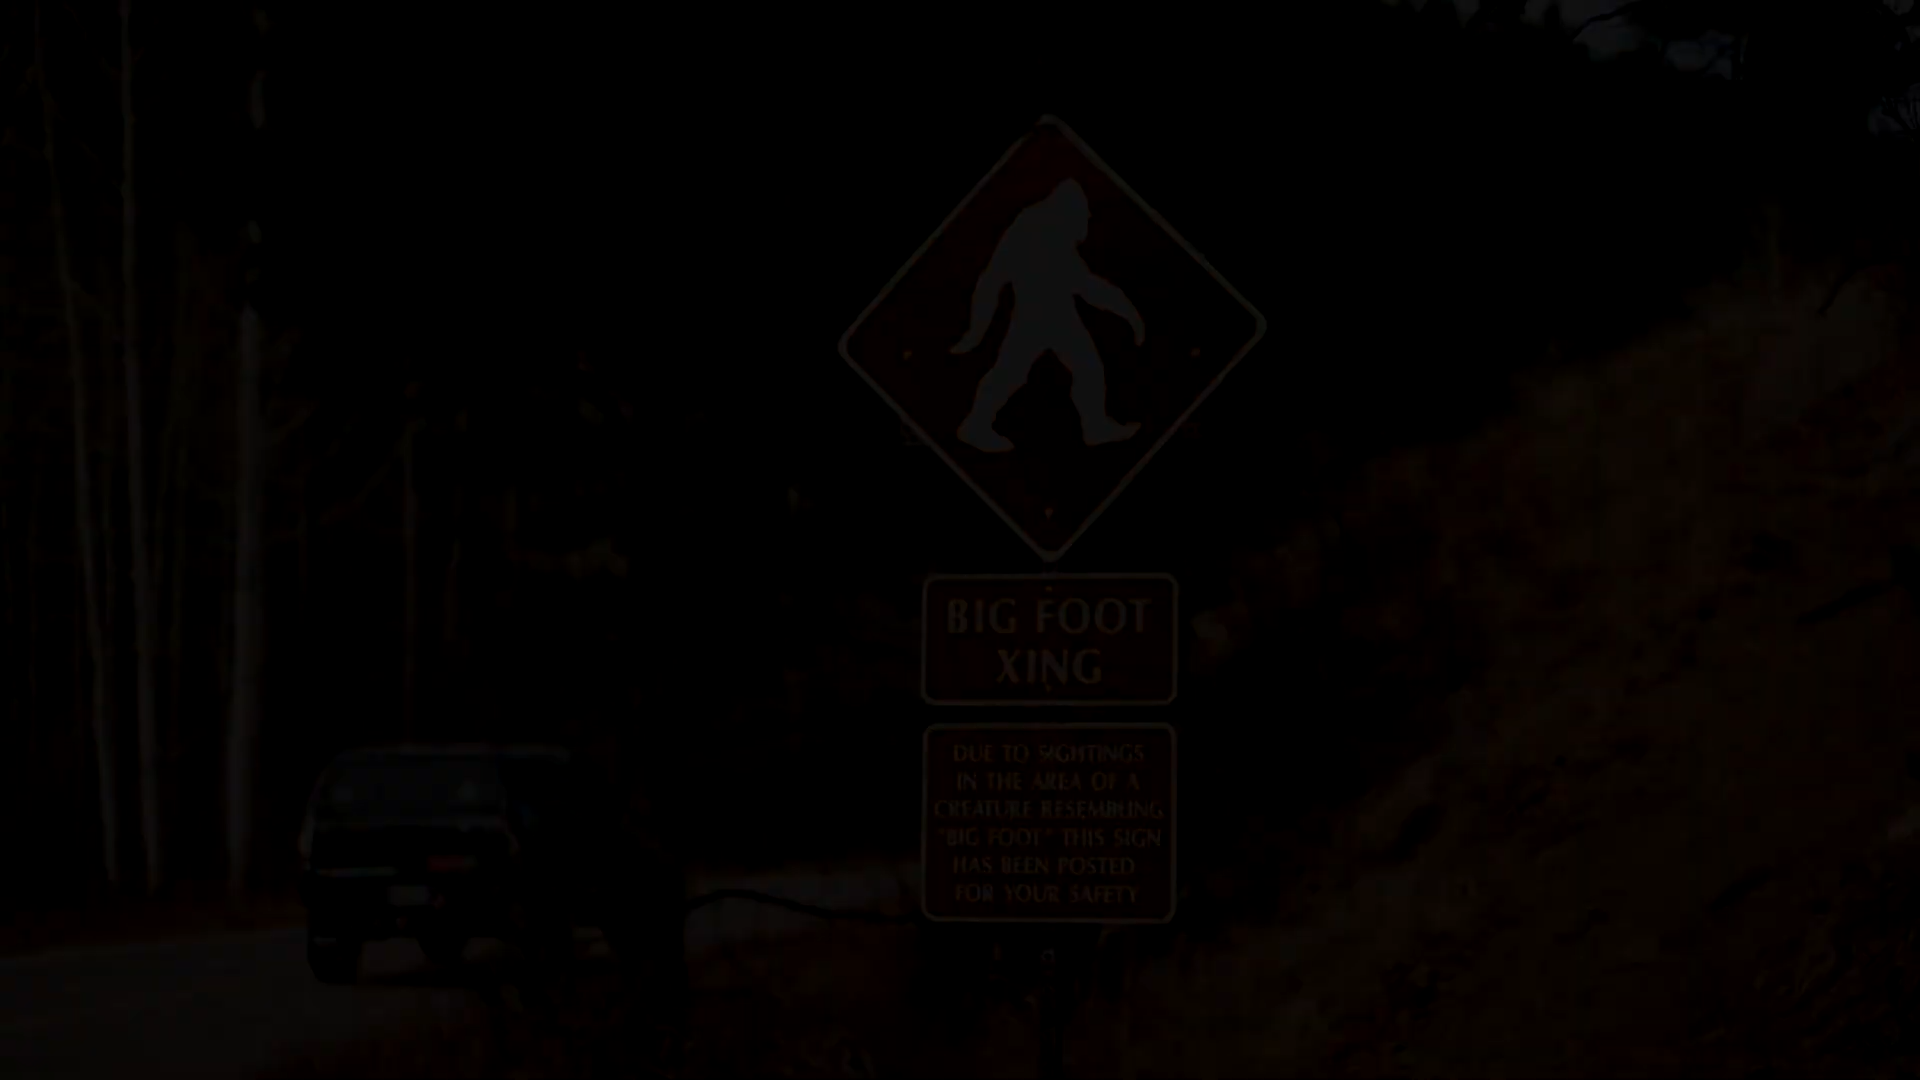 BIG FOOT
XING
DUE TO SIGHTINGS
IN THE AREA OF A
CREATURE RESEMBLING
"BIG FOOT" THIS SIGN
HAS BEEN POSTED
FOR YOUR SAFETY